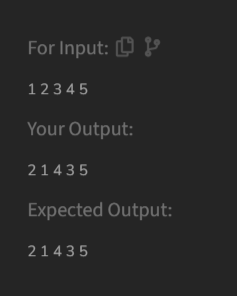 For Input:
1 2 3 4 5
Your Output:
2 1 4 3 5
Expected Output:
2 1 4 3 5